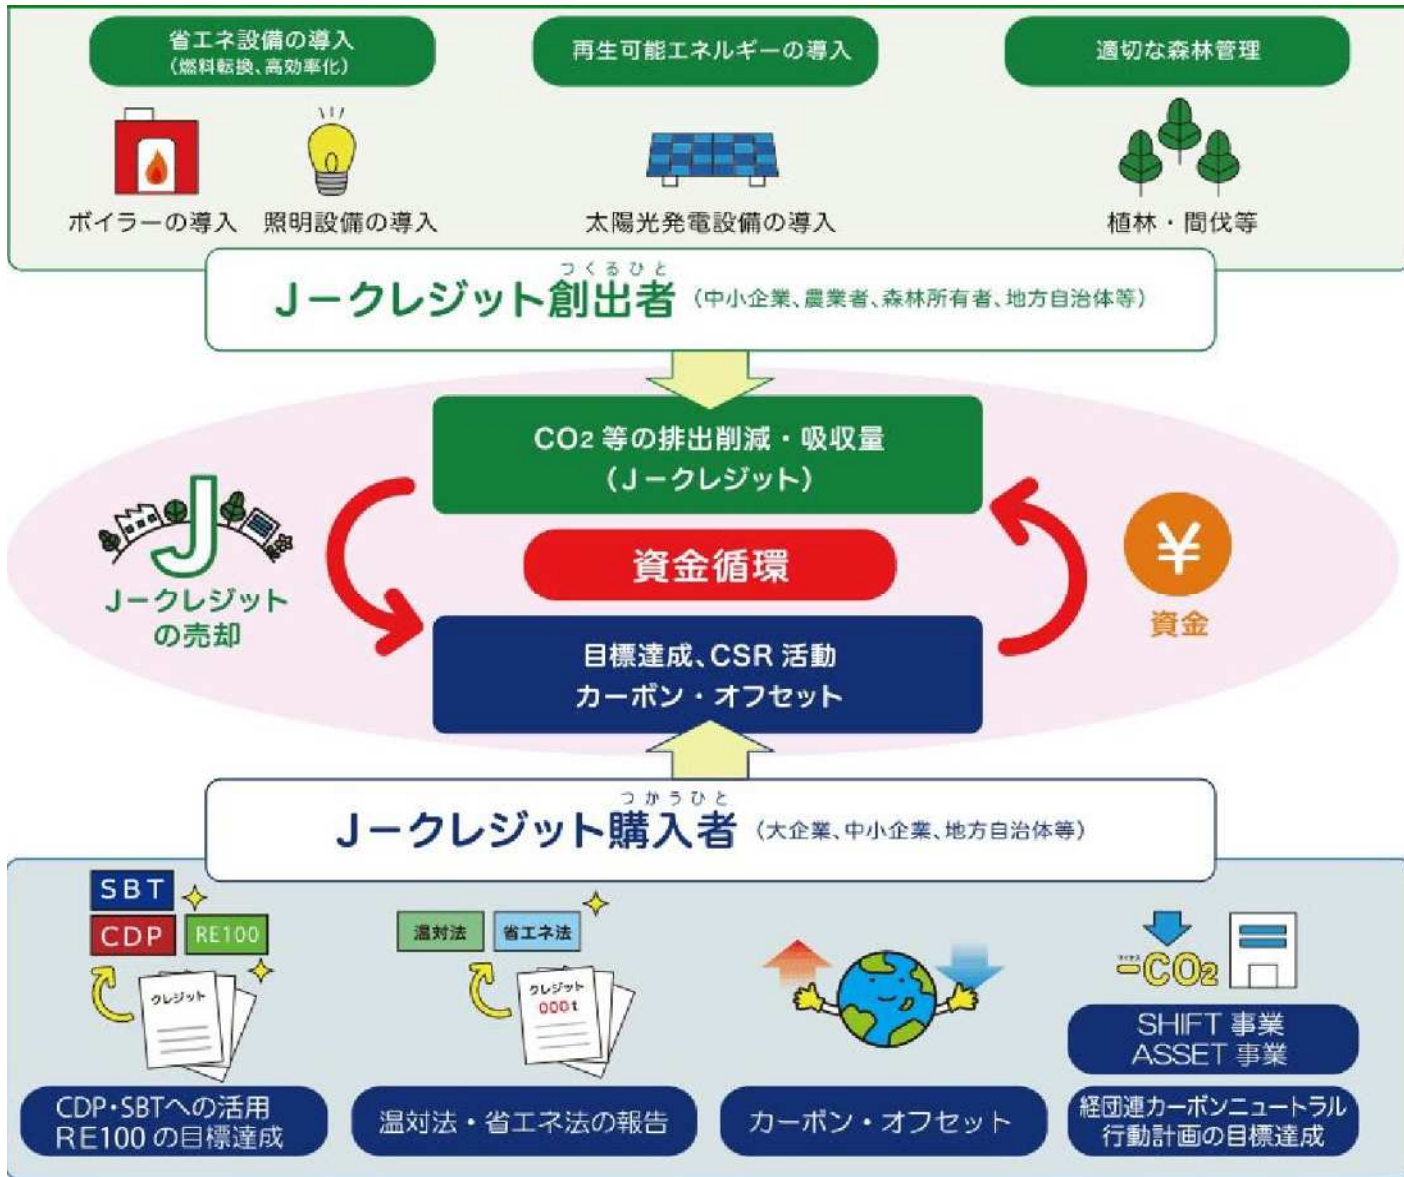 省エネ設備の導入
（燃料転換、高効率化）
再生可能エネルギーの導入
適切な森林管理
ボイラーの導入
照明設備の導入
太陽光発電設備の導入
植林・間伐等
つくるひと
J－クレジット創出者（中小企業、農業者、森林所有者、地方自治体等）
CO2 等の排出削減・吸収量
（J－クレジット）
J
J－クレジット
の売却
資金循環
¥
資金
目標達成、CSR 活動
カーボン・オフセット
つかうひと
J－クレジット購入者（大企業、中小企業、地方自治体等）
SBT
CDP
RE100
クレジット
CDP・SBTへの活用
RE100 の目標達成
温対法
省エネ法
クレジット
000t
温対法・省エネ法の報告
カーボン・オフセット
マイナス
－CO2
SHIFT 事業
ASSET 事業
経団連カーボンニュートラル
行動計画の目標達成